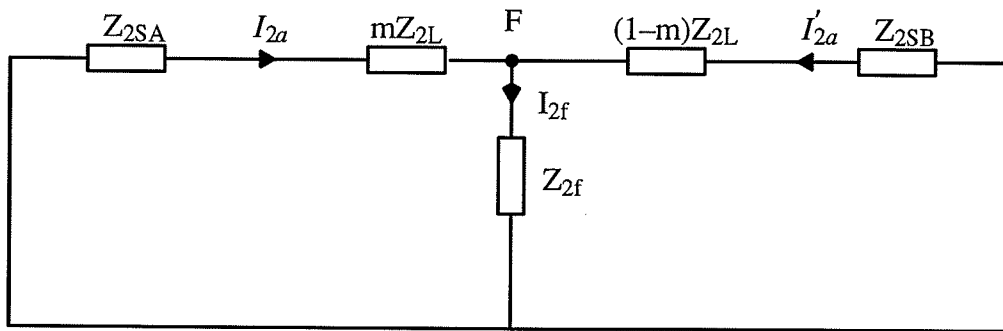 Z2SA I2a mZ2L F (1–m)Z2L I'2a Z2SB
I2f
Z2f